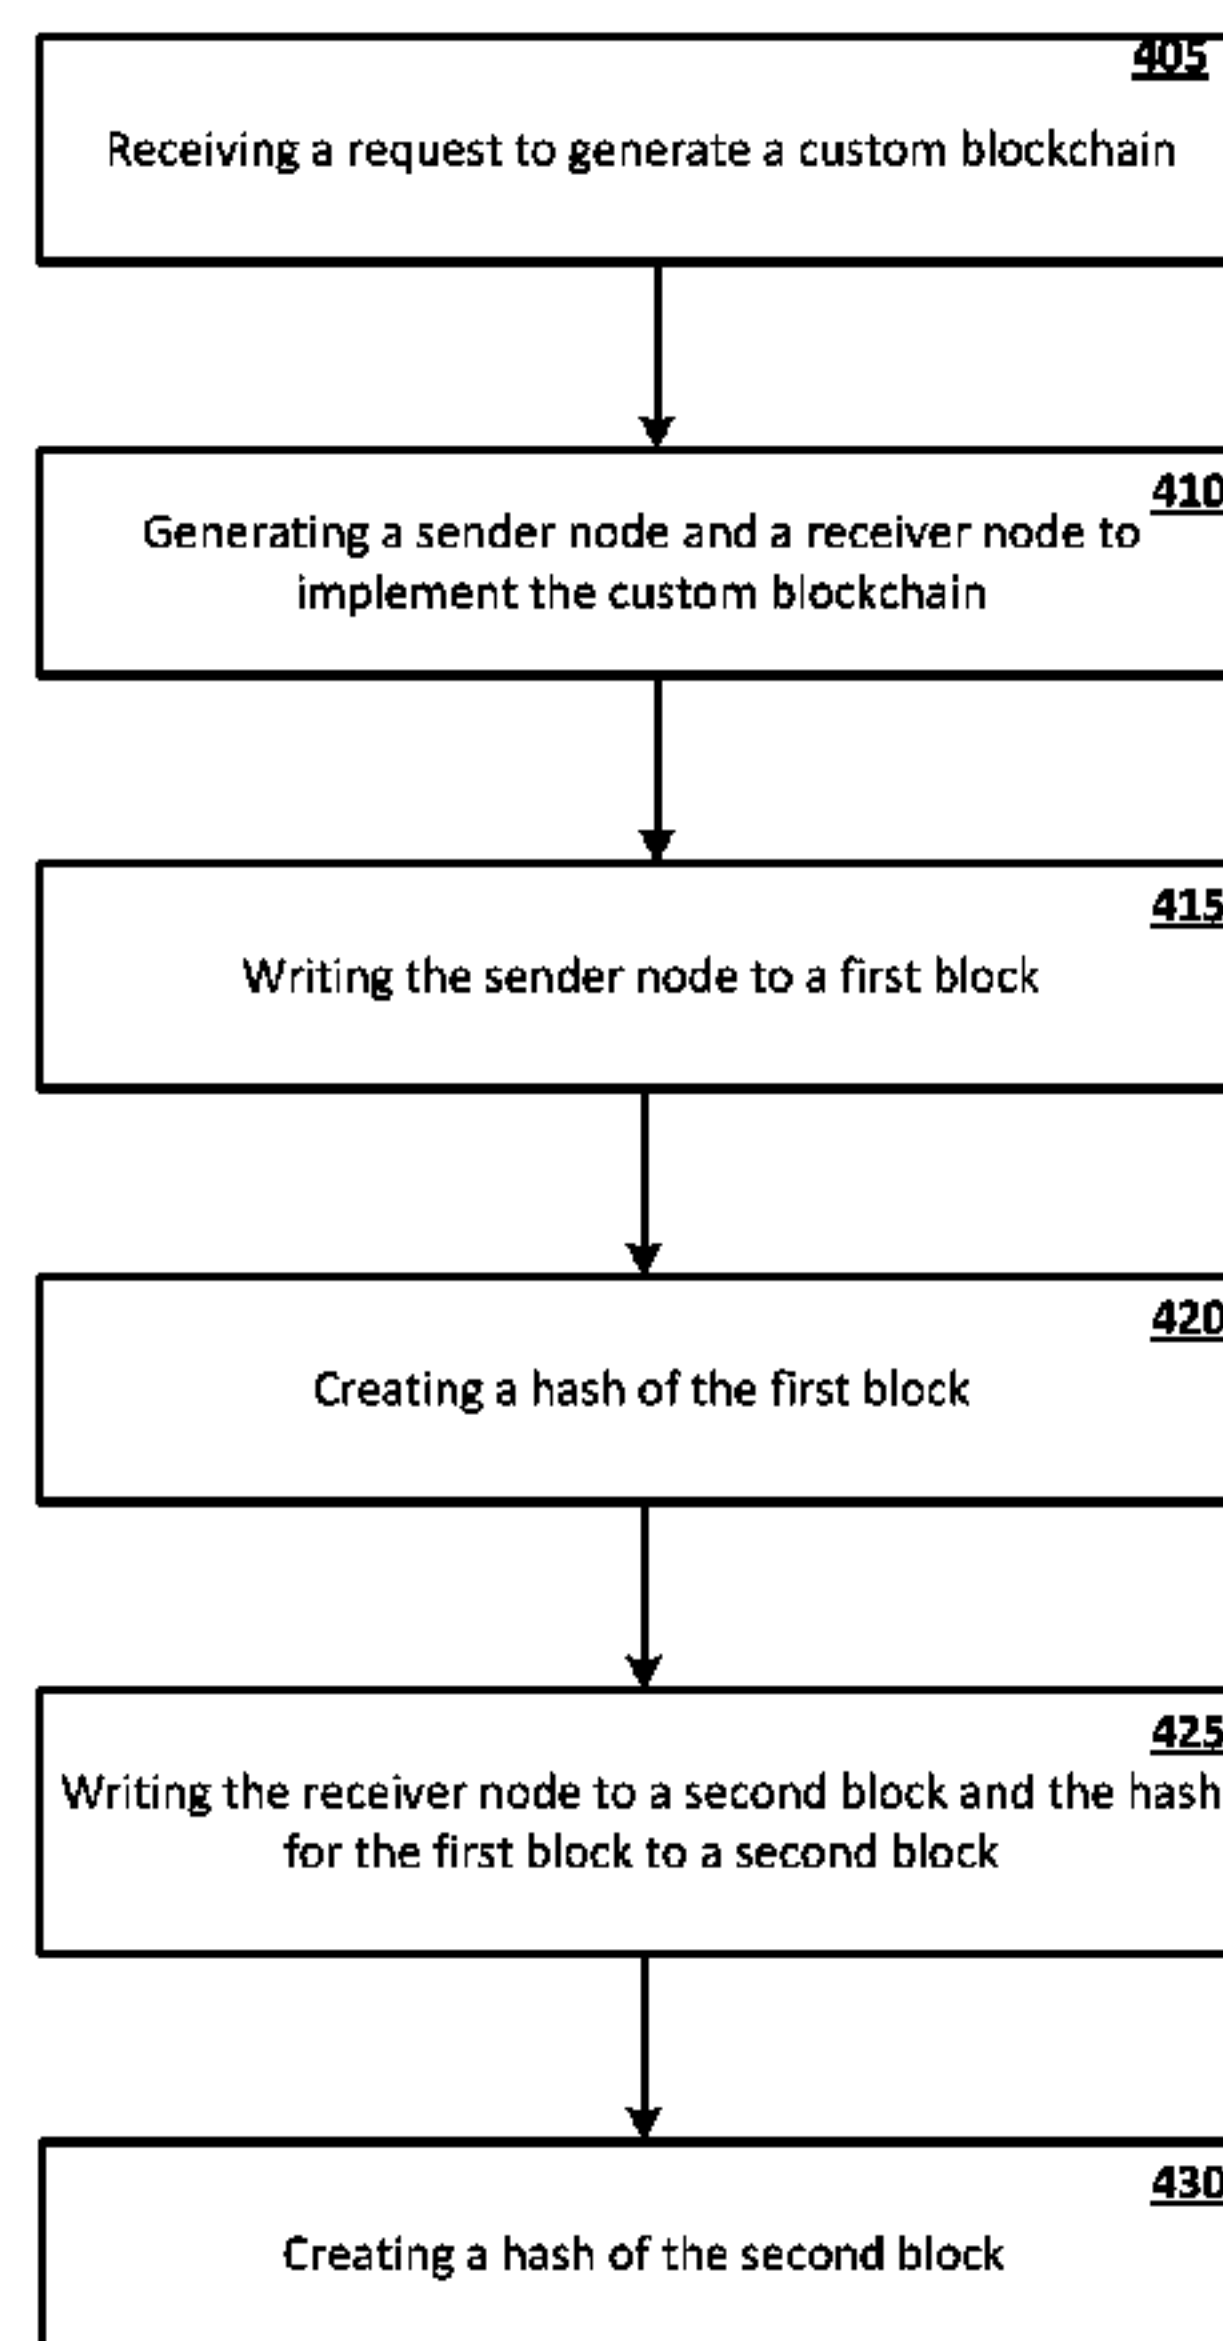 405
Receiving a request to generate a custom blockchain
410
Generating a sender node and a receiver node to
implement the custom blockchain
415
Writing the sender node to a first block
420
Creating a hash of the first block
425
Writing the receiver node to a second block and the hash
for the first block to a second block
430
Creating a hash of the second block